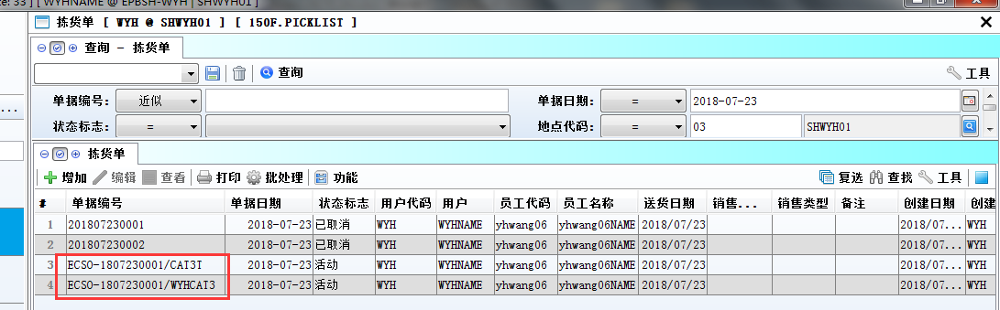 ze: 33 ] [ WYHNAME @ EPBSH-WYH | SHWYH01 ]
拣货单 [ WYH @ SHWYH01 ] [ 150F.PICKLIST ]
查询 - 拣货单
查询 工具
单据编号: 近似 单据日期: = 2018-07-23
状态标志: = 地点代码: = 03 SHWYH01
...
拣货单
增加 编辑 查看 打印 批处理 功能 复选 查找 工具
# 单据编号 单据日期 状态标志 用户代码 用户 员工代码 员工名称 送货日期 销售... 销售类型 备注 创建日期 创建
1 201807230001 2018-07-23 已取消 WYH WYHNAME yhwang06 yhwang06NAME 2018/07/23 2018/07... WYH
2 201807230002 2018-07-23 已取消 WYH WYHNAME yhwang06 yhwang06NAME 2018/07/23 2018/07... WYH
3 ECSO-1807230001/CAT3T 2018-07-23 活动 WYH WYHNAME yhwang06 yhwang06NAME 2018/07/23 2018/07... WYH
4 ECSO-1807230001/WYHCAT3 2018-07-23 活动 WYH WYHNAME yhwang06 yhwang06NAME 2018/07/23 2018/07... WYH